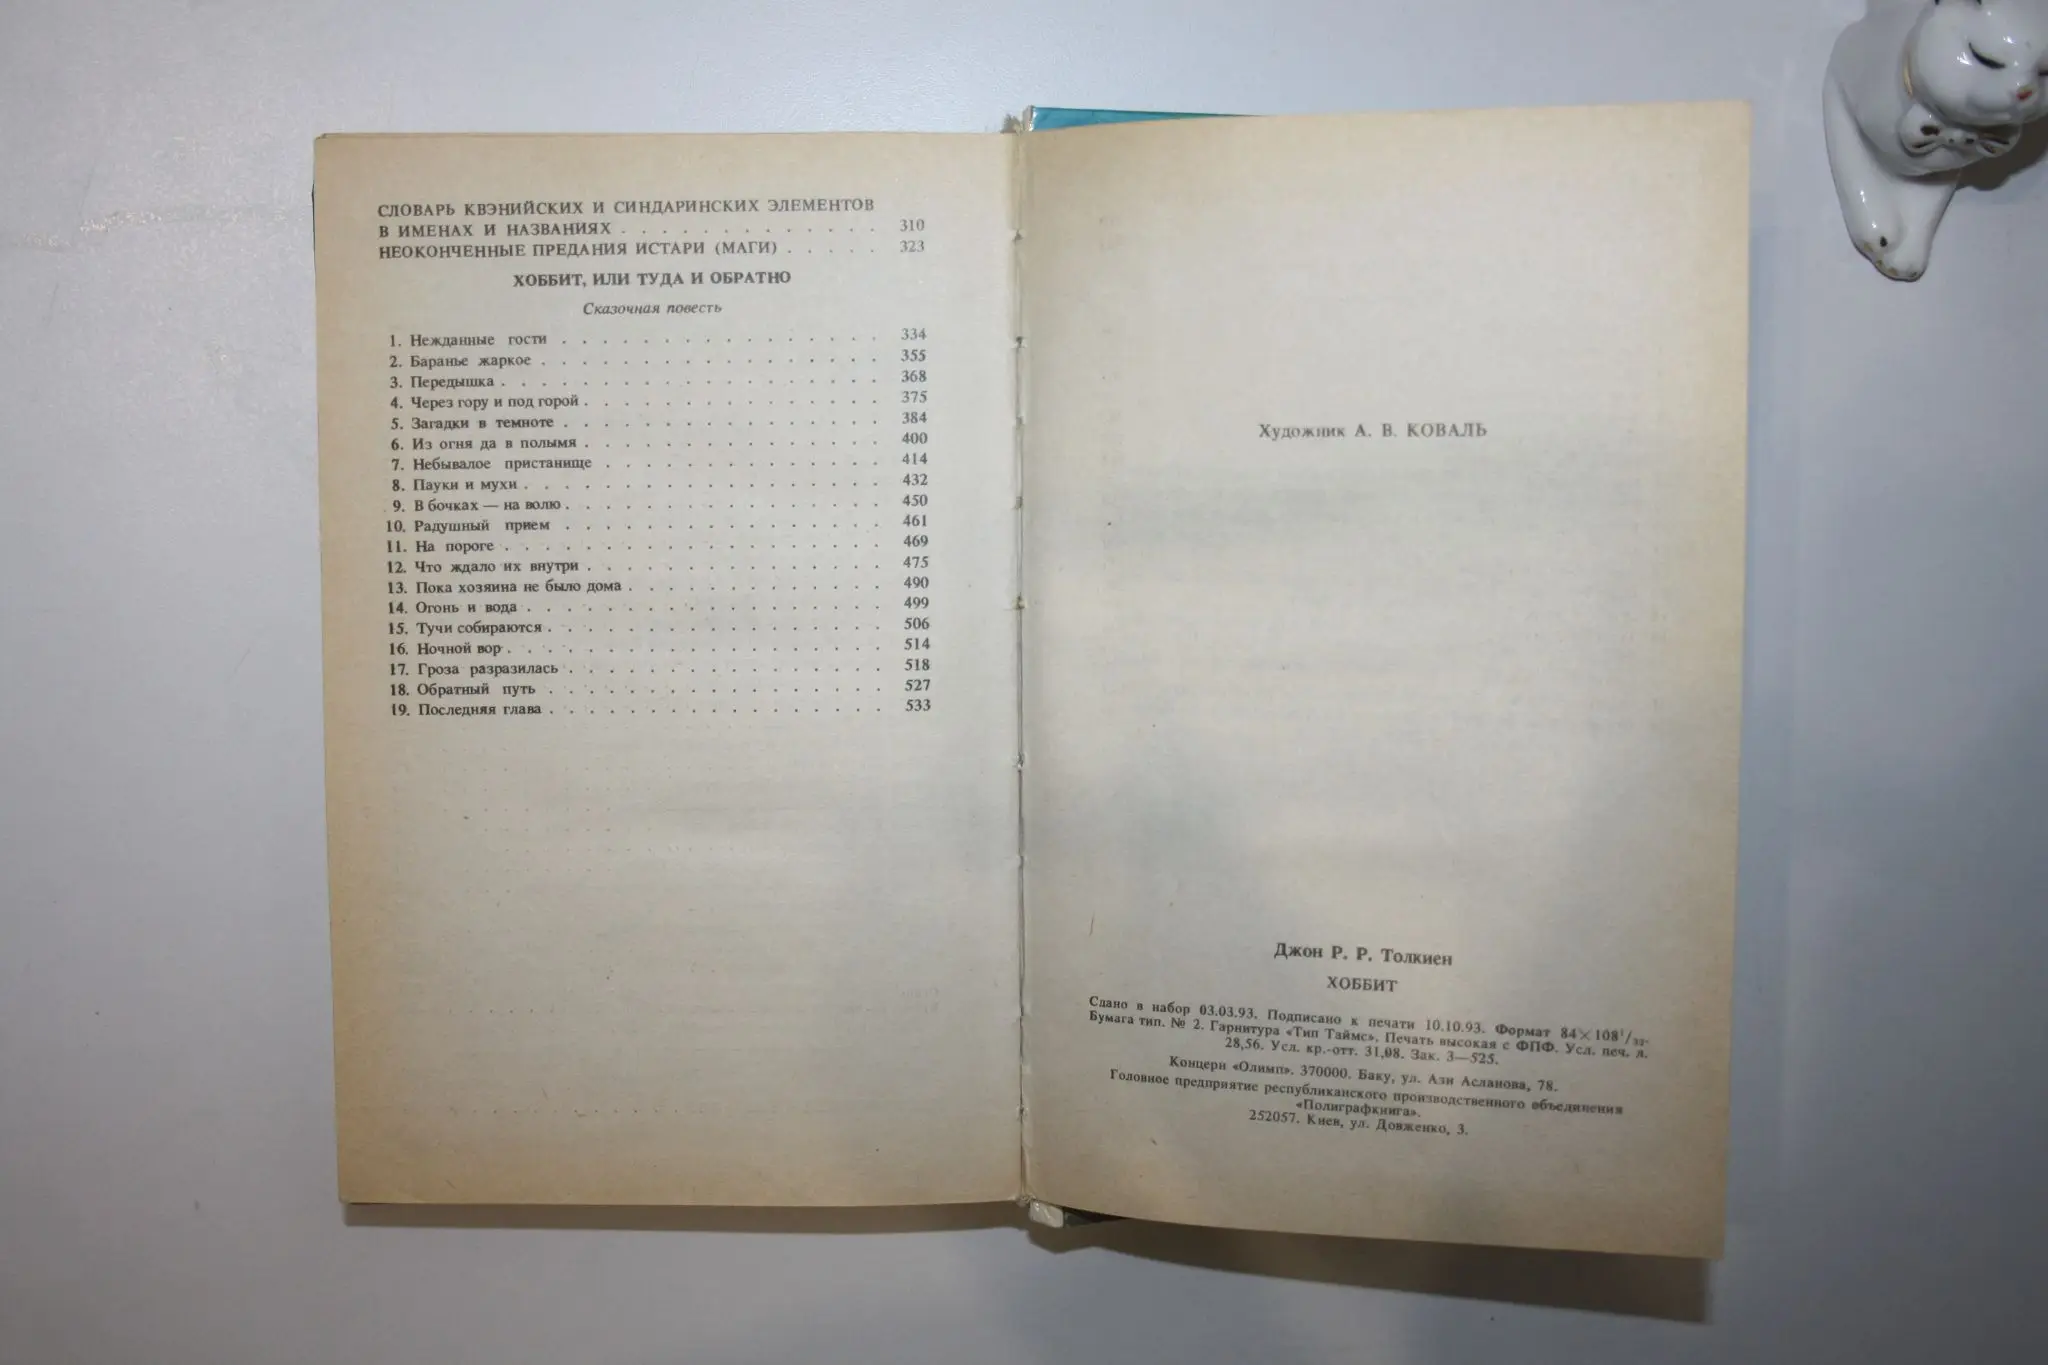 СЛОВАРЬ КВЭНИЙСКИХ И СИНДАРИНСКИХ ЭЛЕМЕНТОВ
В ИМЕНАХ И НАЗВАНИЯХ . . . . . . . . . . . . . 310
НЕОКОНЧЕННЫЕ ПРЕДАНИЯ ИСТАРИ (МАГИ) . . . . . 323
ХОББИТ, ИЛИ ТУДА И ОБРАТНО
Сказочная повесть
1. Нежданные гости . . . . . . . . . . . . . . . . 334
2. Баранье жаркое . . . . . . . . . . . . . . . . . 355
3. Передышка . . . . . . . . . . . . . . . . . . . 368
4. Через гору и под горой . . . . . . . . . . . . . . . 375
5. Загадки в темноте . . . . . . . . . . . . . . . . 384
6. Из огня да в полымя . . . . . . . . . . . . . . . 400
7. Небывалое пристанище . . . . . . . . . . . . . . 414
8. Пауки и мухи . . . . . . . . . . . . . . . . . . 432
9. В бочках — на волю . . . . . . . . . . . . . . . . 450
10. Радушный прием . . . . . . . . . . . . . . . . 461
11. На пороге . . . . . . . . . . . . . . . . . . . 469
12. Что ждало их внутри . . . . . . . . . . . . . . . 475
13. Пока хозяина не было дома . . . . . . . . . . . . . 490
14. Огонь и вода . . . . . . . . . . . . . . . . . . 499
15. Тучи собираются . . . . . . . . . . . . . . . . . 506
16. Ночной вор . . . . . . . . . . . . . . . . . . . 514
17. Гроза разразилась . . . . . . . . . . . . . . . . 518
18. Обратный путь . . . . . . . . . . . . . . . . . 527
19. Последняя глава . . . . . . . . . . . . . . . . . 533
Художник А. В. КОВАЛЬ
Джон Р. Р. Толкиен
ХОББИТ
Сдано в набор 03.03.93. Подписано к печати 10.10.93. Формат 84×108¹/₃₂.
Бумага тип. № 2. Гарнитура «Тип Таймс». Печать высокая с ФПФ. Усл. печ. л.
28,56. Усл. кр.-отт. 31,08. Зак. 3—525.
Концерн «Олимп». 370000. Баку, ул. Ази Асланова, 78.
Головное предприятие республиканского производственного объединения
«Полиграфкнига».
252057. Киев, ул. Довженко, 3.